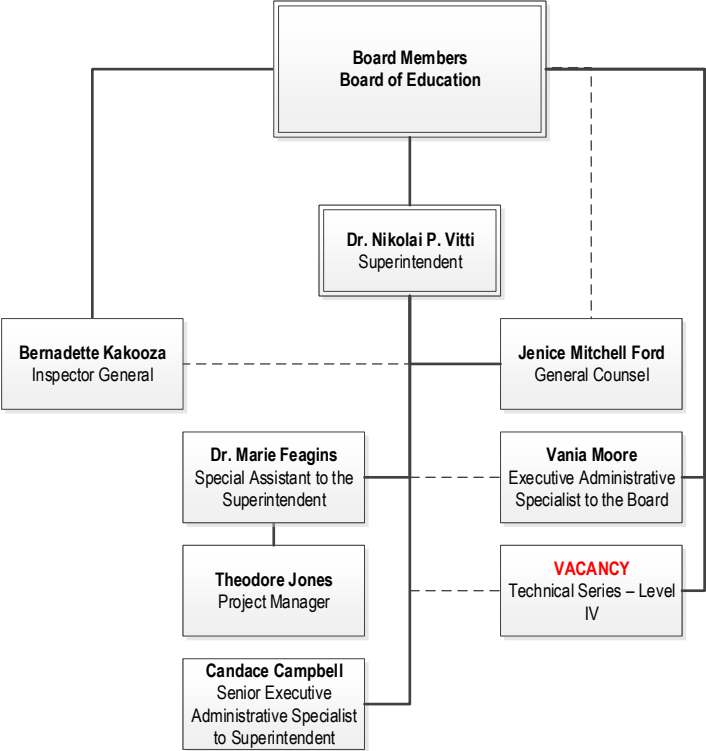 Board Members
Board of Education
Dr. Nikolai P. Vitti
Superintendent
Bernadette Kakooza
Inspector General
Jenice Mitchell Ford
General Counsel
Dr. Marie Feagins
Special Assistant to the
Superintendent
Vania Moore
Executive Administrative
Specialist to the Board
Theodore Jones
Project Manager
VACANCY
Technical Series – Level
IV
Candace Campbell
Senior Executive
Administrative Specialist
to Superintendent